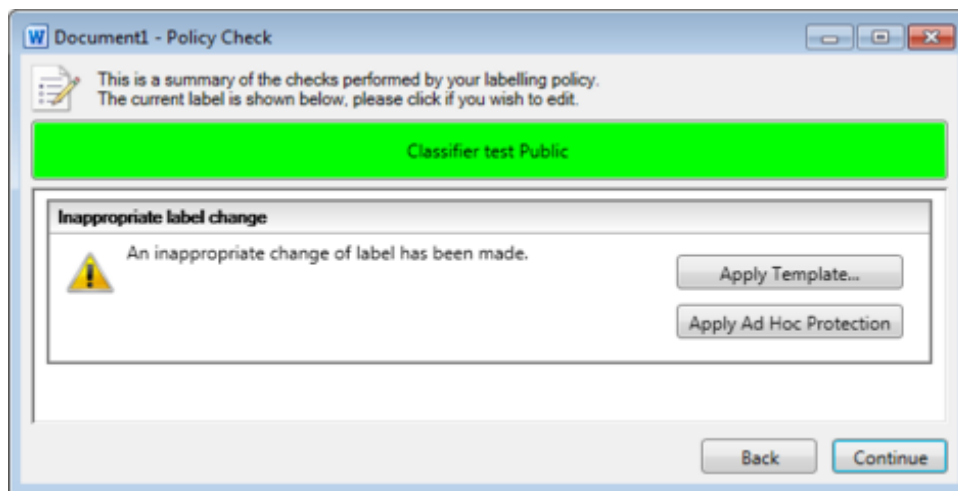 Document1 - Policy Check
This is a summary of the checks performed by your labelling policy.
The current label is shown below, please click if you wish to edit.
Classifier test Public
Inappropriate label change
An inappropriate change of label has been made.
Apply Template...
Apply Ad Hoc Protection
Back
Continue